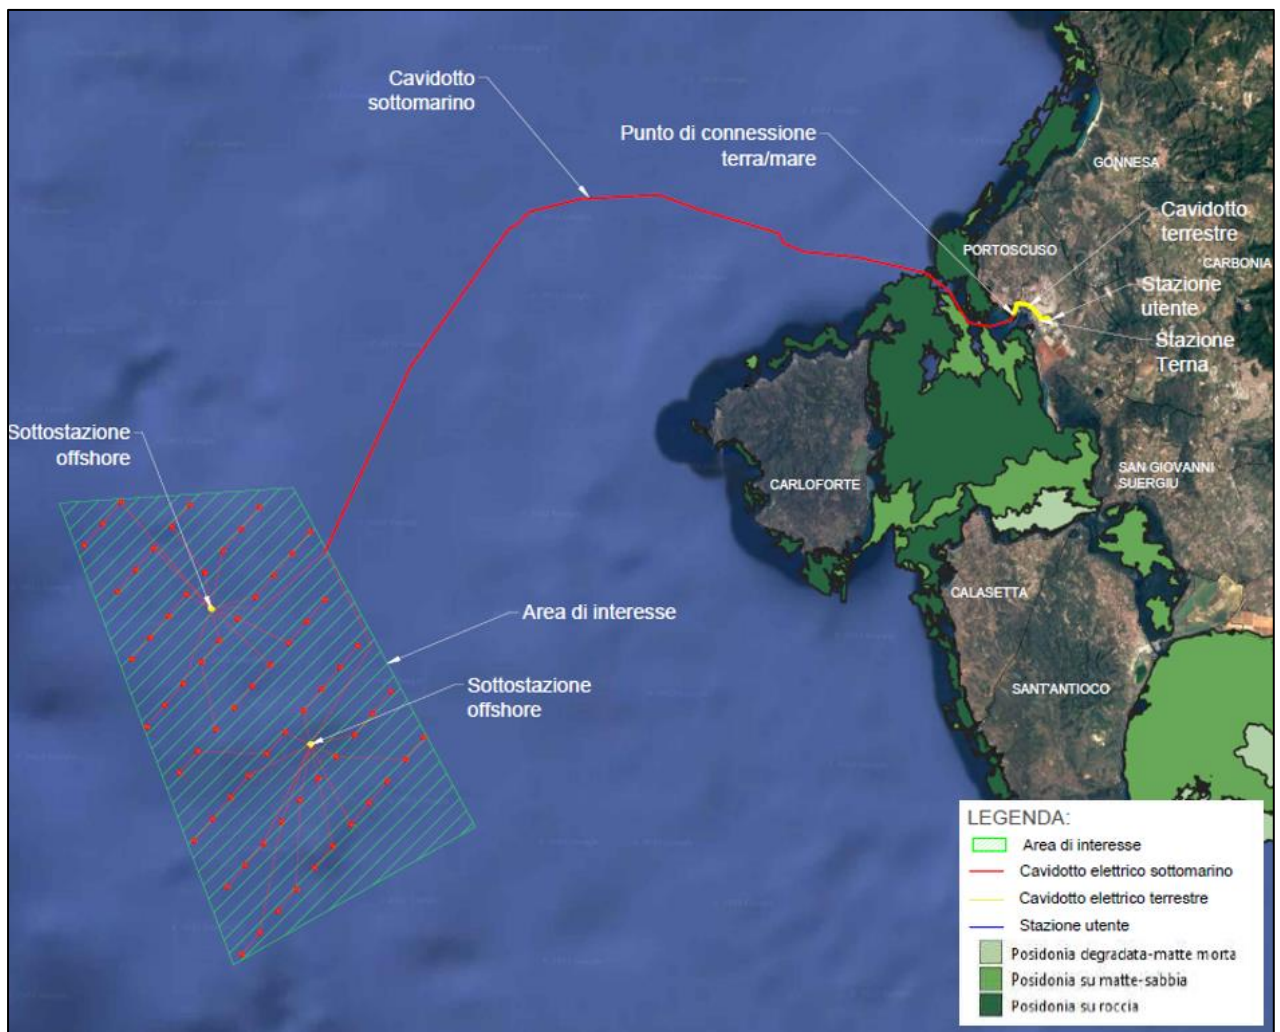 Cavidotto
sottomarino
Punto di connessione
terra/mare
GONNESA
Cavidotto
terrestre
PORTOSCUSO
CARBONIA
Stazione
utente
Stazione
Terna
Sottostazione
offshore
SAN GIOVANNI
SUERGIU
CARLOFORTE
CALASETTA
Area di interesse
Sottostazione
offshore
SANT'ANTIOCO
LEGENDA:
Area di interesse
Cavidotto elettrico sottomarino
Cavidotto elettrico terrestre
Stazione utente
Posidonia degradata-matte morta
Posidonia su matte-sabbia
Posidonia su roccia